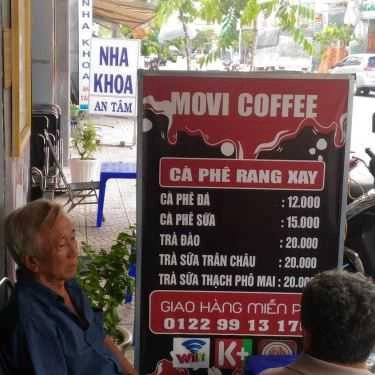 NHA KHOA
NHA
KHOA
AN TÂM
MOVI COFFEE
CÀ PHÊ RANG XAY
CÀ PHÊ ĐÁ : 12.000
CÀ PHÊ SỮA : 15.000
TRÀ ĐÀO : 20.000
TRÀ SỮA TRÂN CHÂU : 20.000
TRÀ SỮA THẠCH PHÔ MAI : 20.000
GIAO HÀNG MIỄN
0122 99 13
Wifi K+